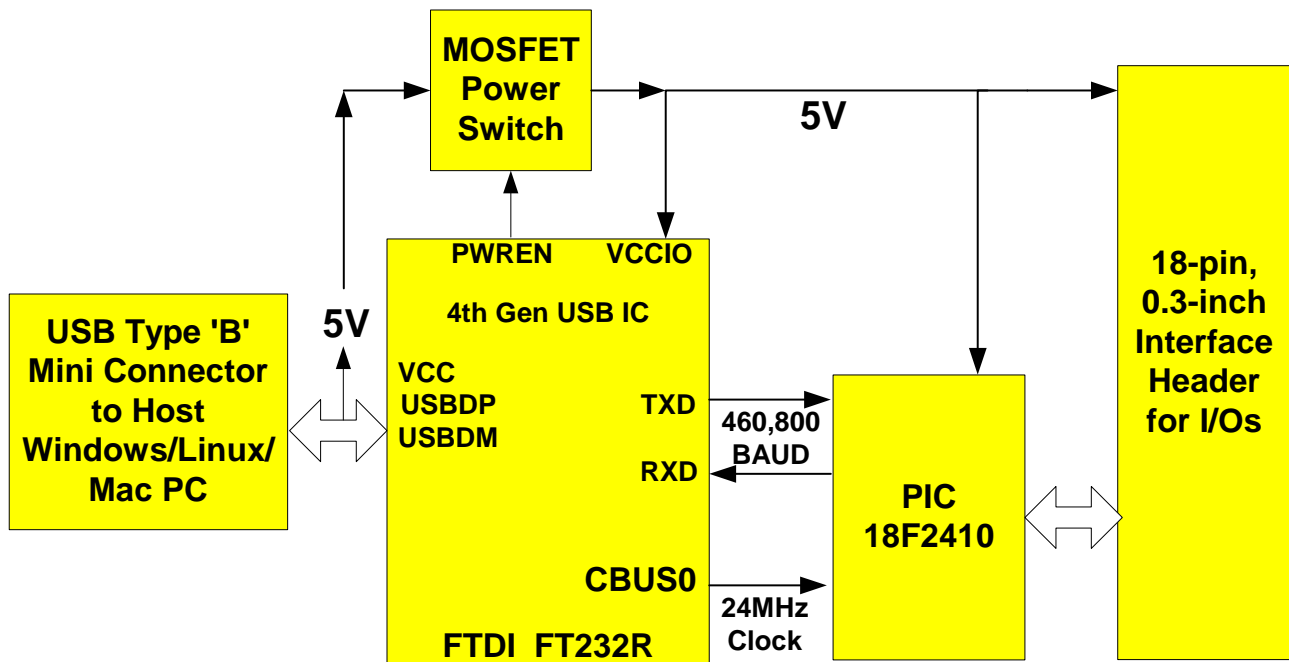 MOSFET
Power
Switch
5V
PWREN
VCCIO
4th Gen USB IC
USB Type 'B'
Mini Connector
to Host
Windows/Linux/
Mac PC
5V
VCC
USBDP
USBDM
TXD
460,800
BAUD
RXD
CBUS0
24MHz
Clock
FTDI FT232R
PIC
18F2410
18-pin,
0.3-inch
Interface
Header
for I/Os